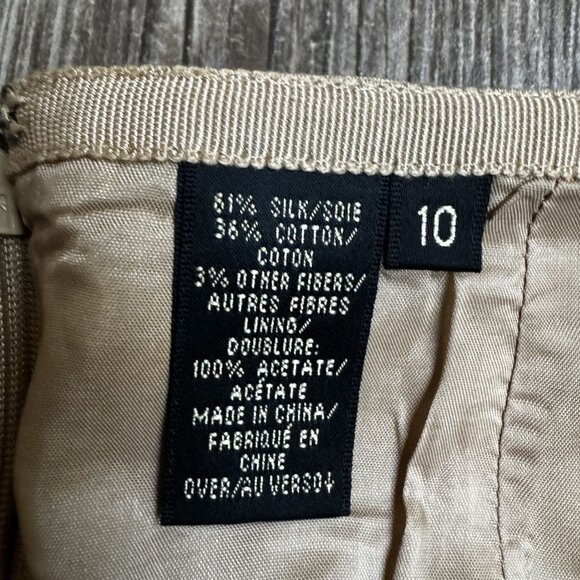 61% SILK/SOIE
36% COTTON/
COTON
3% OTHER FIBERS/
AUTRES FIBRES
LINING/
DOUBLURE:
100% ACETATE/
ACÉTATE
MADE IN CHINA/
FABRIQUÉ EN
CHINE
OVER/AU VERSO↓
10